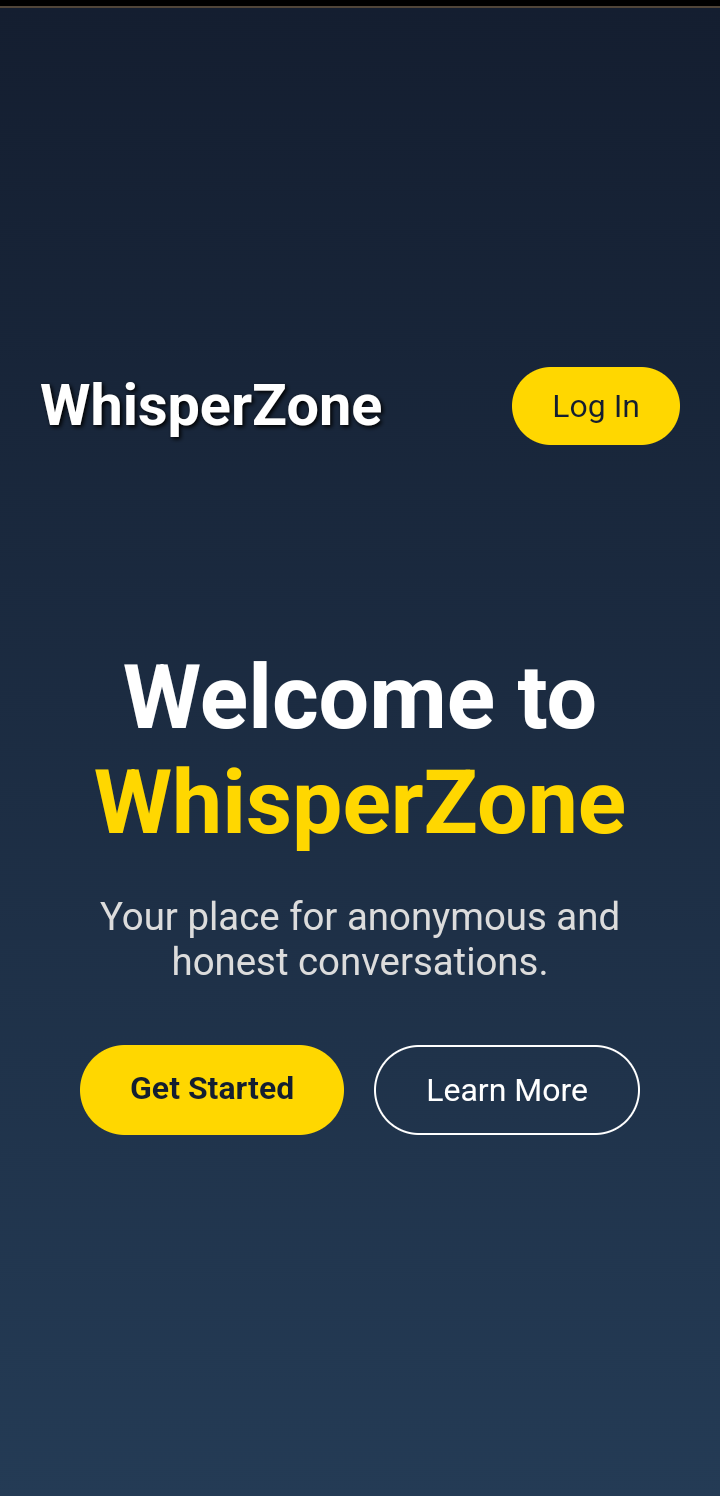 WhisperZone
Log In
Welcome to
WhisperZone
Your place for anonymous and
honest conversations.
Get Started
Learn More